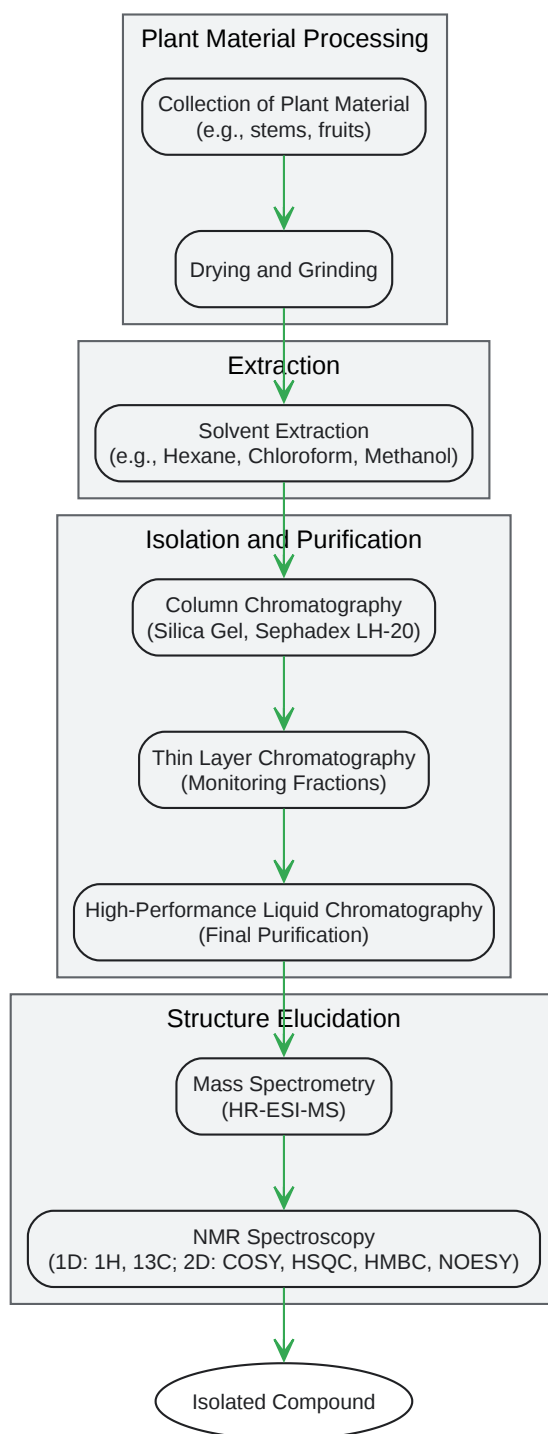 Plant Material Processing
Collection of Plant Material
(e.g., stems, fruits)
Drying and Grinding
Extraction
Solvent Extraction
(e.g., Hexane, Chloroform, Methanol)
Isolation and Purification
Column Chromatography
(Silica Gel, Sephadex LH-20)
Thin Layer Chromatography
(Monitoring Fractions)
High-Performance Liquid Chromatography
(Final Purification)
Structure Elucidation
Mass Spectrometry
(HR-ESI-MS)
NMR Spectroscopy
(1D: 1H, 13C; 2D: COSY, HSQC, HMBC, NOESY)
Isolated Compound